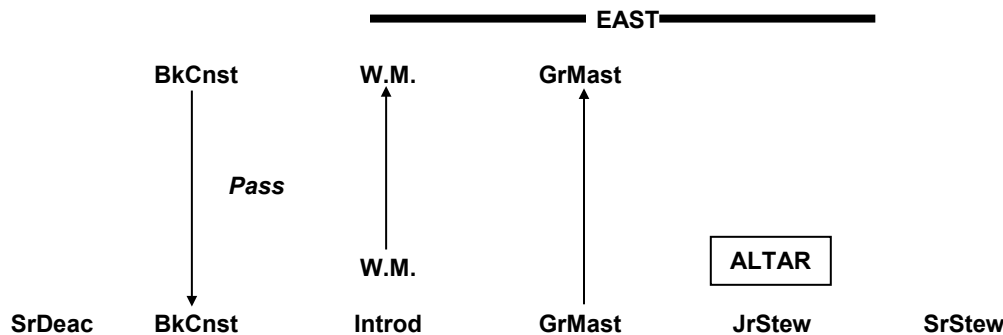 EAST
BkCnst W.M. GrMast
Pass
W.M. ALTAR
SrDeac BkCnst Introd GrMast JrStew SrStew